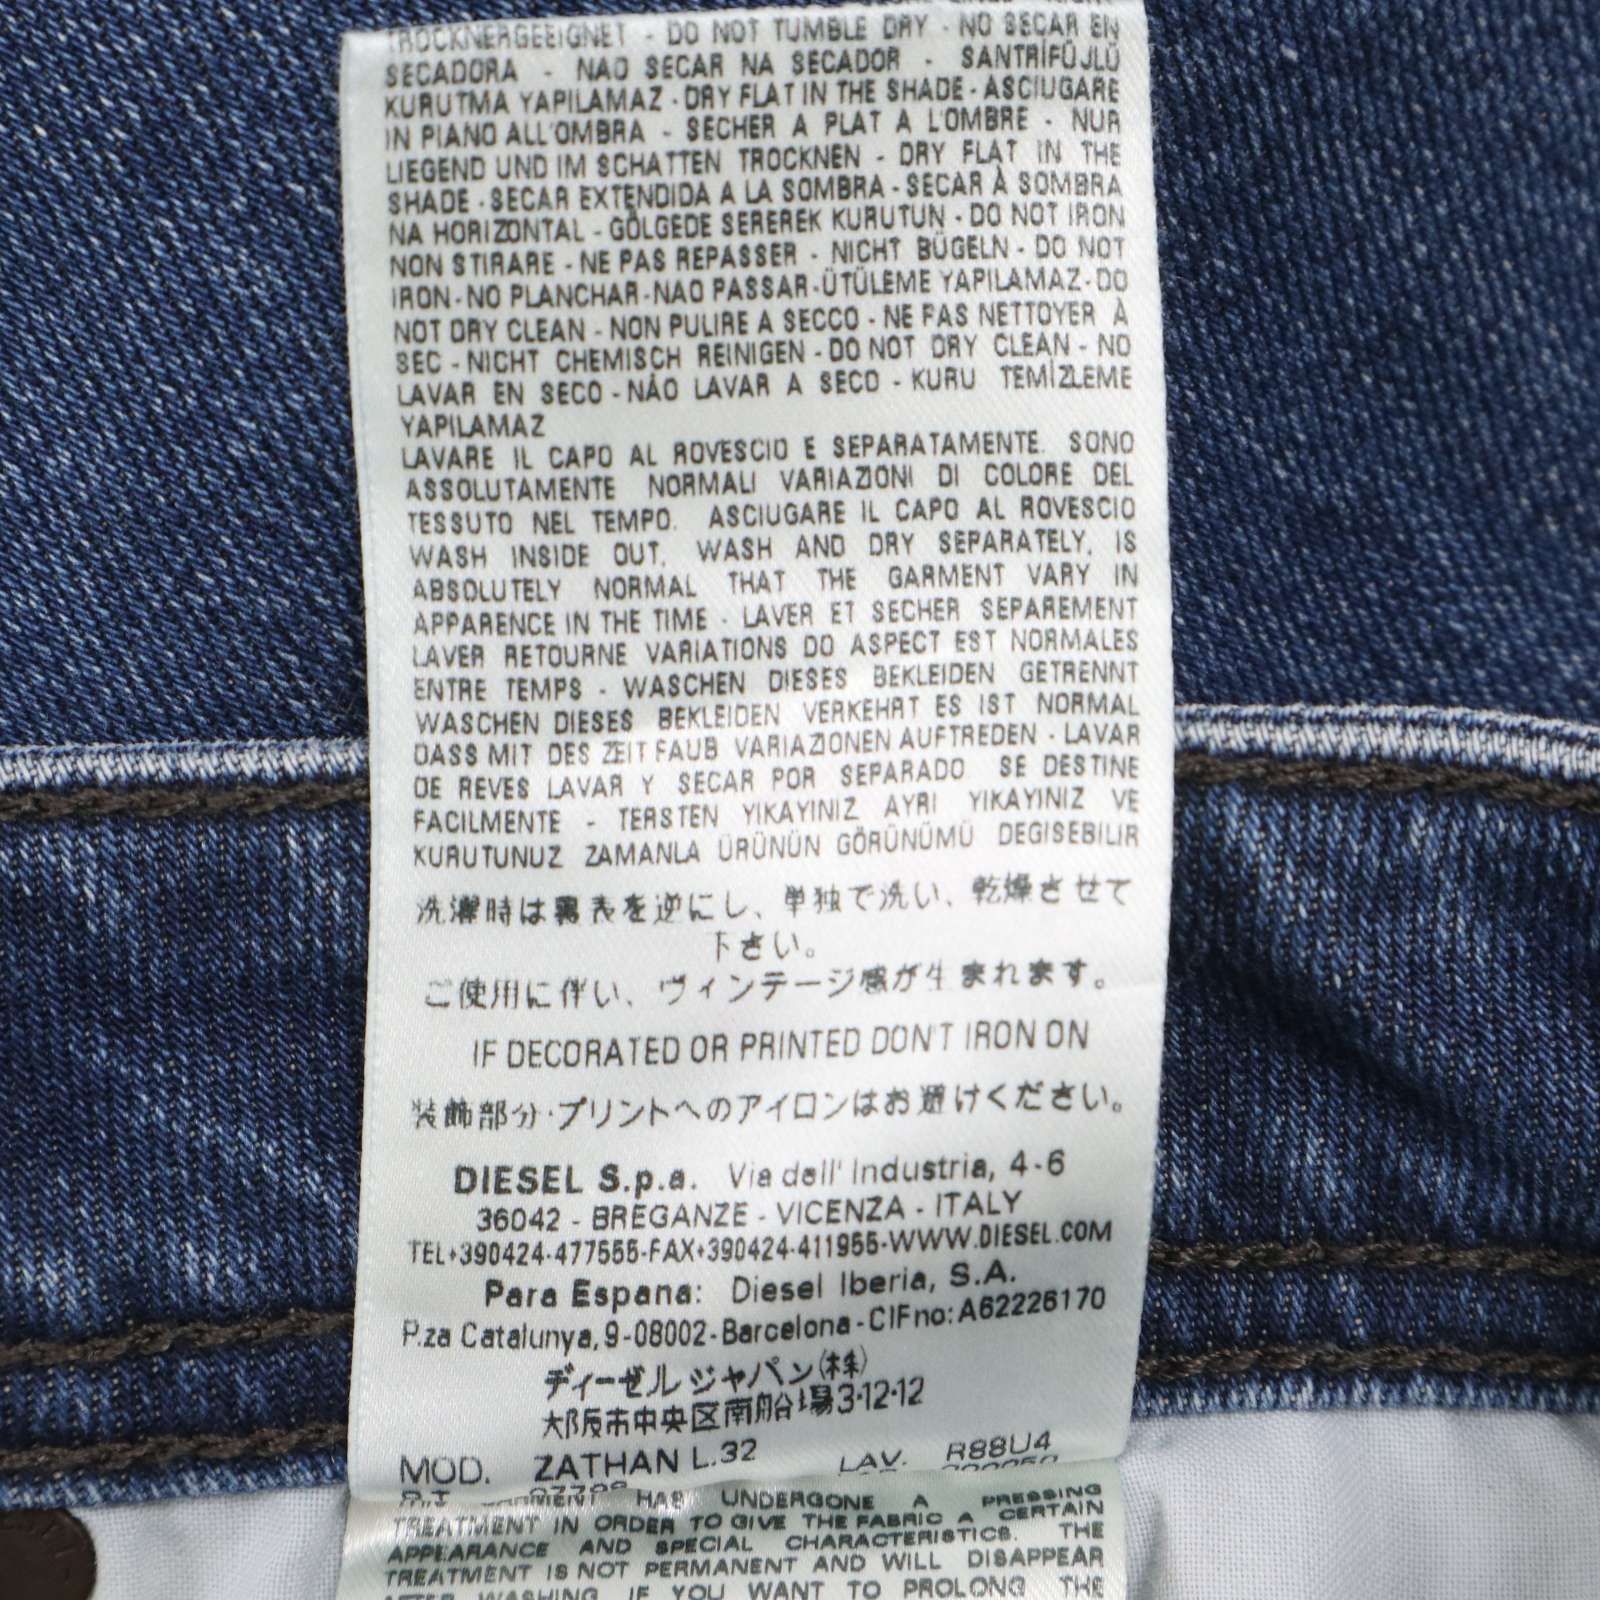 TROCKNERGEEIGNET - DO NOT TUMBLE DRY - NO SECAR EN
SECADORA - NAO SECAR NA SECADOR - SANTRİFÜJLÜ
KURUTMA YAPILAMAZ - DRY FLAT IN THE SHADE - ASCIUGARE
IN PIANO ALL'OMBRA - SECHER A PLAT A L'OMBRE - NUR
LIEGEND UND IM SCHATTEN TROCKNEN - DRY FLAT IN THE
SHADE - SECAR EXTENDIDA A LA SOMBRA - SECAR À SOMBRA
NA HORIZONTAL - GÖLGEDE SEREREK KURUTUN - DO NOT IRON
NON STIRARE - NE PAS REPASSER - NICHT BÜGELN - DO NOT
IRON - NO PLANCHAR - NAO PASSAR - ÜTÜLEME YAPILAMAZ - DO
NOT DRY CLEAN - NON PULIRE A SECCO - NE PAS NETTOYER À
SEC - NICHT CHEMISCH REINIGEN - DO NOT DRY CLEAN - NO
LAVAR EN SECO - NÃO LAVAR A SECO - KURU TEMİZLEME
YAPILAMAZ
LAVARE IL CAPO AL ROVESCIO E SEPARATAMENTE. SONO
ASSOLUTAMENTE NORMALI VARIAZIONI DI COLORE DEL
TESSUTO NEL TEMPO. ASCIUGARE IL CAPO AL ROVESCIO
WASH INSIDE OUT. WASH AND DRY SEPARATELY. IS
ABSOLUTELY NORMAL THAT THE GARMENT VARY IN
APPARENCE IN THE TIME - LAVER ET SECHER SEPAREMENT
LAVER RETOURNE VARIATIONS DO ASPECT EST NORMALES
ENTRE TEMPS - WASCHEN DIESES BEKLEIDEN GETRENNT
WASCHEN DIESES BEKLEIDEN VERKEHRT ES IST NORMAL
DASS MIT DES ZEIT FAUB VARIAZIONEN AUFTREDEN - LAVAR
DE REVES LAVAR Y SECAR POR SEPARADO SE DESTINE
FACILMENTE - TERSTEN YIKAYINIZ AYRI YIKAYINIZ VE
KURUTUNUZ ZAMANLA ÜRÜNÜN GÖRÜNÜMÜ DEGISEBILIR
洗濯時は裏表を逆にし、単独で洗い、乾燥させて
下さい。
ご使用に伴い、ヴィンテージ感が生まれます。
IF DECORATED OR PRINTED DON'T IRON ON
装飾部分・プリントへのアイロンはお避けください。
DIESEL S.p.a. Via dell' Industria, 4-6
36042 - BREGANZE - VICENZA - ITALY
TEL+390424-477555-FAX+390424-411955-WWW.DIESEL.COM
Para Espana: Diesel Iberia, S.A.
P.za Catalunya, 9-08002-Barcelona-CIF no: A62226170
ディーゼル ジャパン(株)
大阪市中央区南船場3-12-12
MOD. ZATHAN L.32 LAV. R88U4
GARMENT HAS UNDERGONE A PRESSING
TREATMENT IN ORDER TO GIVE THE FABRIC A CERTAIN
APPEARANCE AND SPECIAL CHARACTERISTICS. THE
TREATMENT IS NOT PERMANENT AND WILL DISAPPEAR
AFTER WASHING. IF YOU WANT TO PROLONG THE